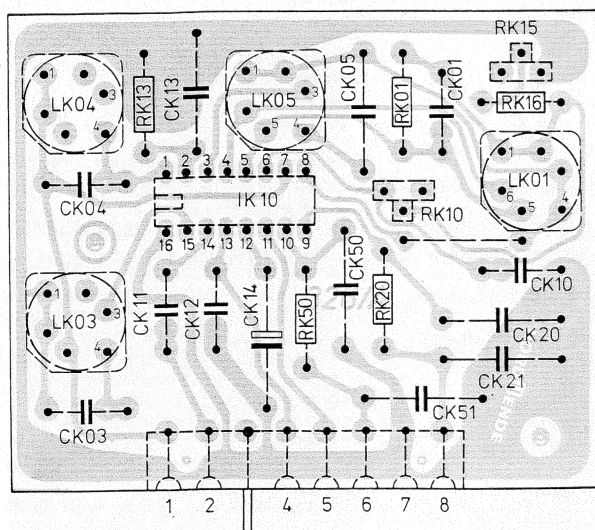 RK15
1 3 4
LK04
RK13
CK13
1 3 4 5
LK05
CK05
RK01
CK01
RK16
1 6 5 4
LK01
1 2 3 4 5 6 7 8
IK10
16 15 14 13 12 11 10 9
CK04
RK10
CK10
1 3 4
LK03
CK11
CK12
CK14
RK50
CK50
RK20
CK20
CK21
CK51
CK03
1 2 4 5 6 7 8